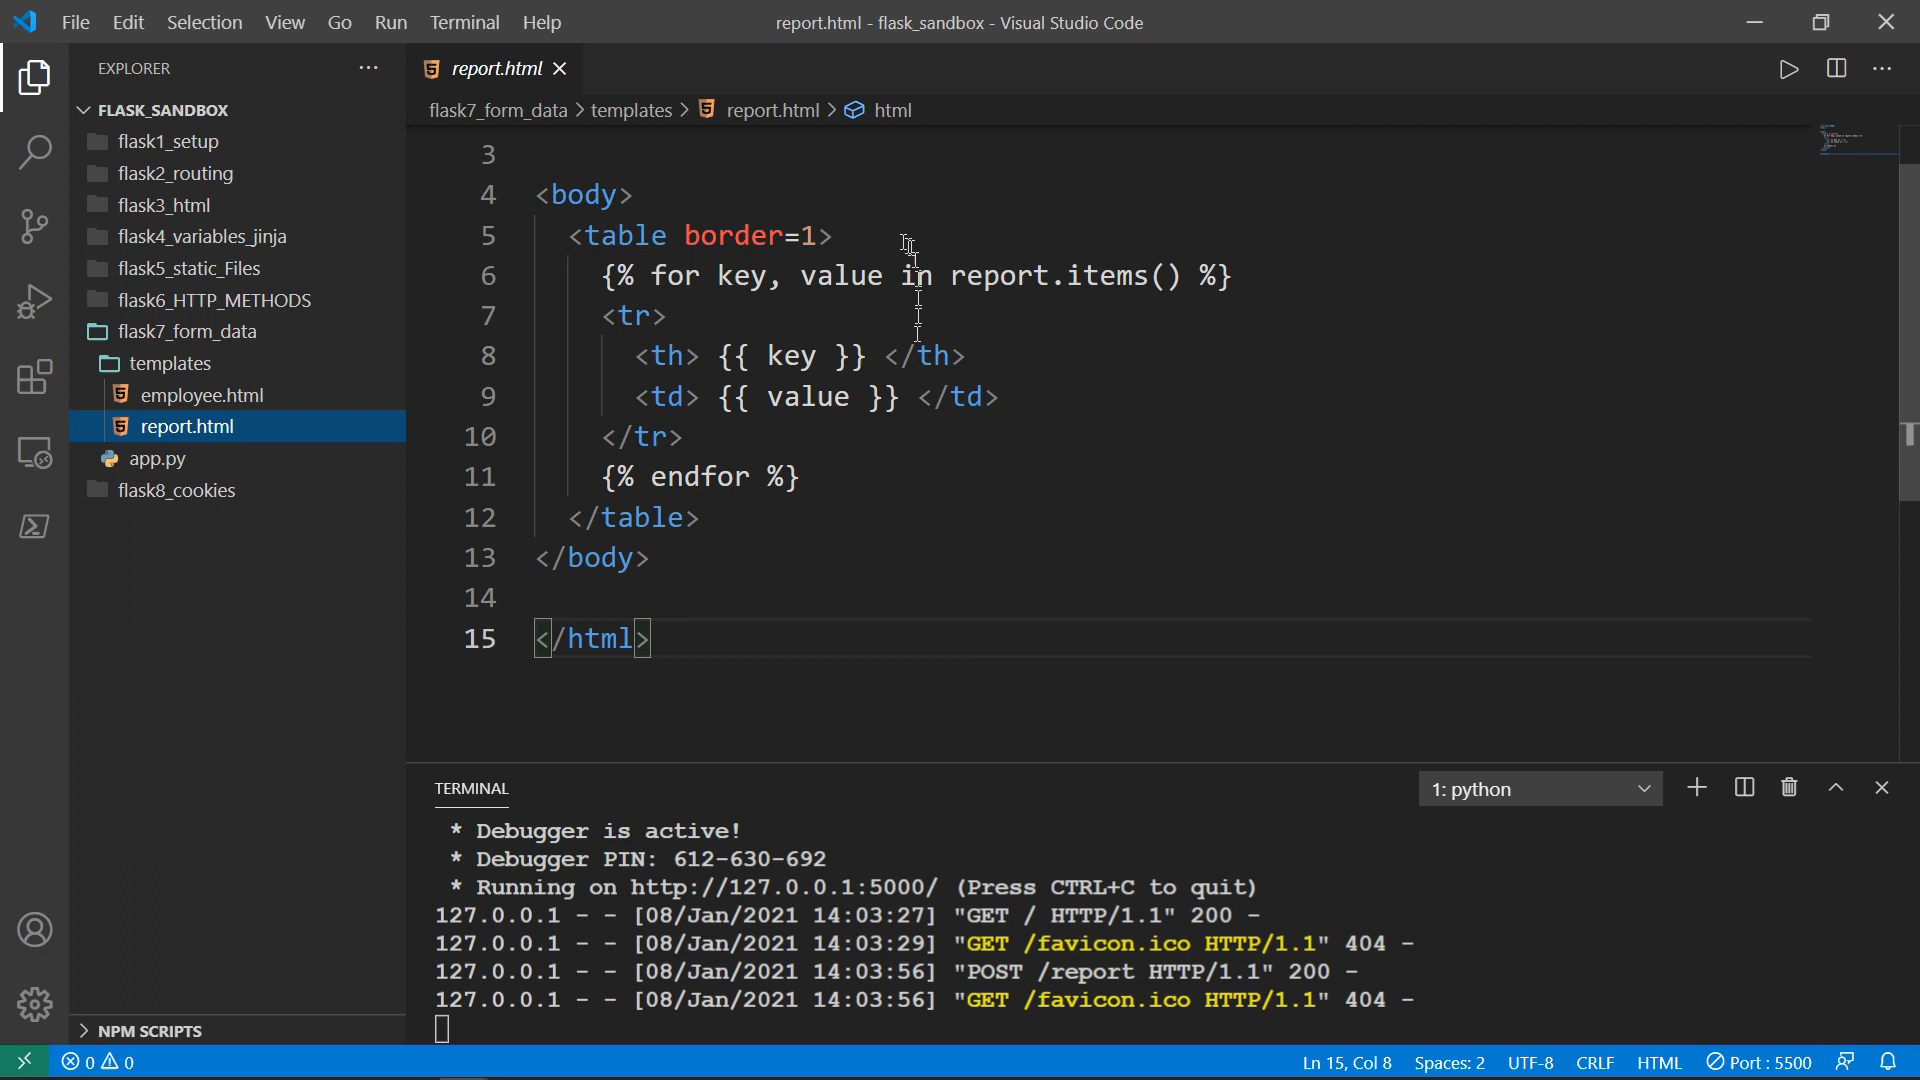 File Edit Selection View Go Run Terminal Help
report.html - flask_sandbox - Visual Studio Code
EXPLORER
FLASK_SANDBOX
flask1_setup
flask2_routing
flask3_html
flask4_variables_jinja
flask5_static_Files
flask6_HTTP_METHODS
flask7_form_data
templates
employee.html
report.html
app.py
flask8_cookies
NPM SCRIPTS
report.html
flask7_form_data > templates > report.html > html
3
4 <body>
5 <table border=1>
6 {% for key, value in report.items() %}
7 <tr>
8 <th> {{ key }} </th>
9 <td> {{ value }} </td>
10 </tr>
11 {% endfor %}
12 </table>
13 </body>
14
15 </html>
TERMINAL
1: python
* Debugger is active!
* Debugger PIN: 612-630-692
* Running on http://127.0.0.1:5000/ (Press CTRL+C to quit)
127.0.0.1 - - [08/Jan/2021 14:03:27] "GET / HTTP/1.1" 200 -
127.0.0.1 - - [08/Jan/2021 14:03:29] "GET /favicon.ico HTTP/1.1" 404 -
127.0.0.1 - - [08/Jan/2021 14:03:56] "POST /report HTTP/1.1" 200 -
127.0.0.1 - - [08/Jan/2021 14:03:56] "GET /favicon.ico HTTP/1.1" 404 -
0 0
Ln 15, Col 8 Spaces: 2 UTF-8 CRLF HTML Port : 5500